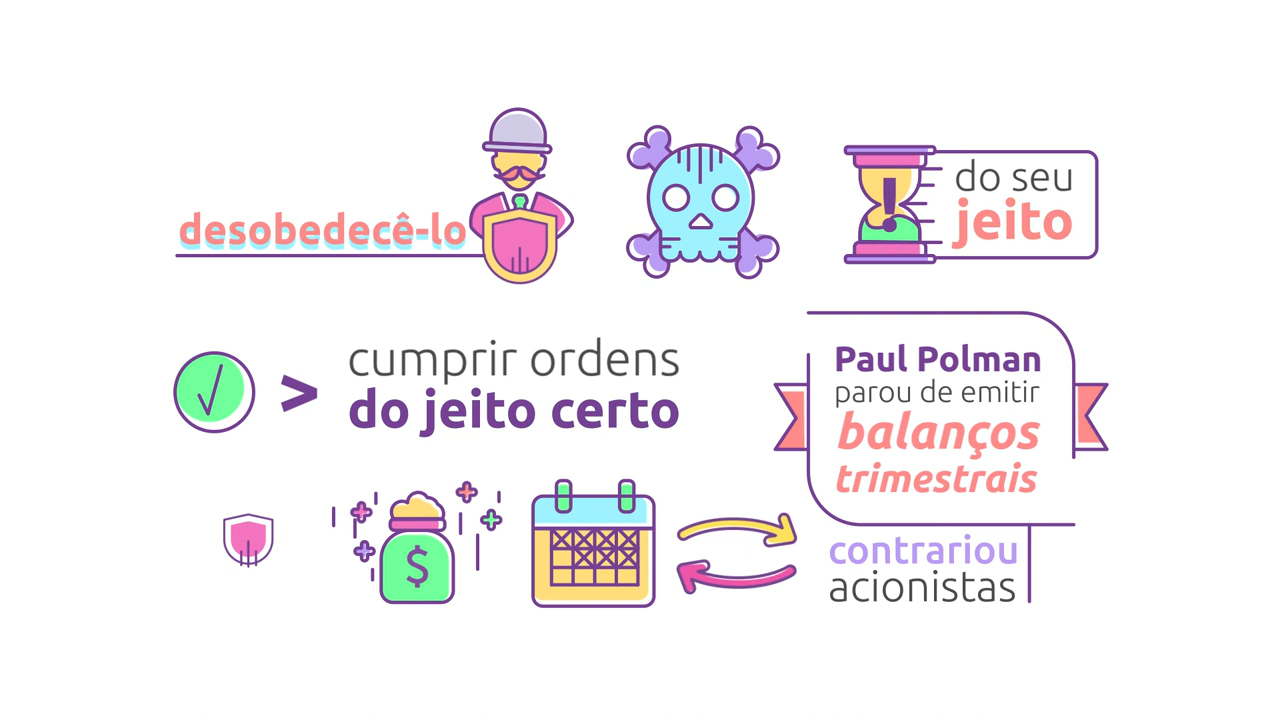 desobedecê-lo
!
do seu
jeito
√ >
cumprir ordens
do jeito certo
Paul Polman
parou de emitir
balanços
trimestrais
$
contrariou
acionistas